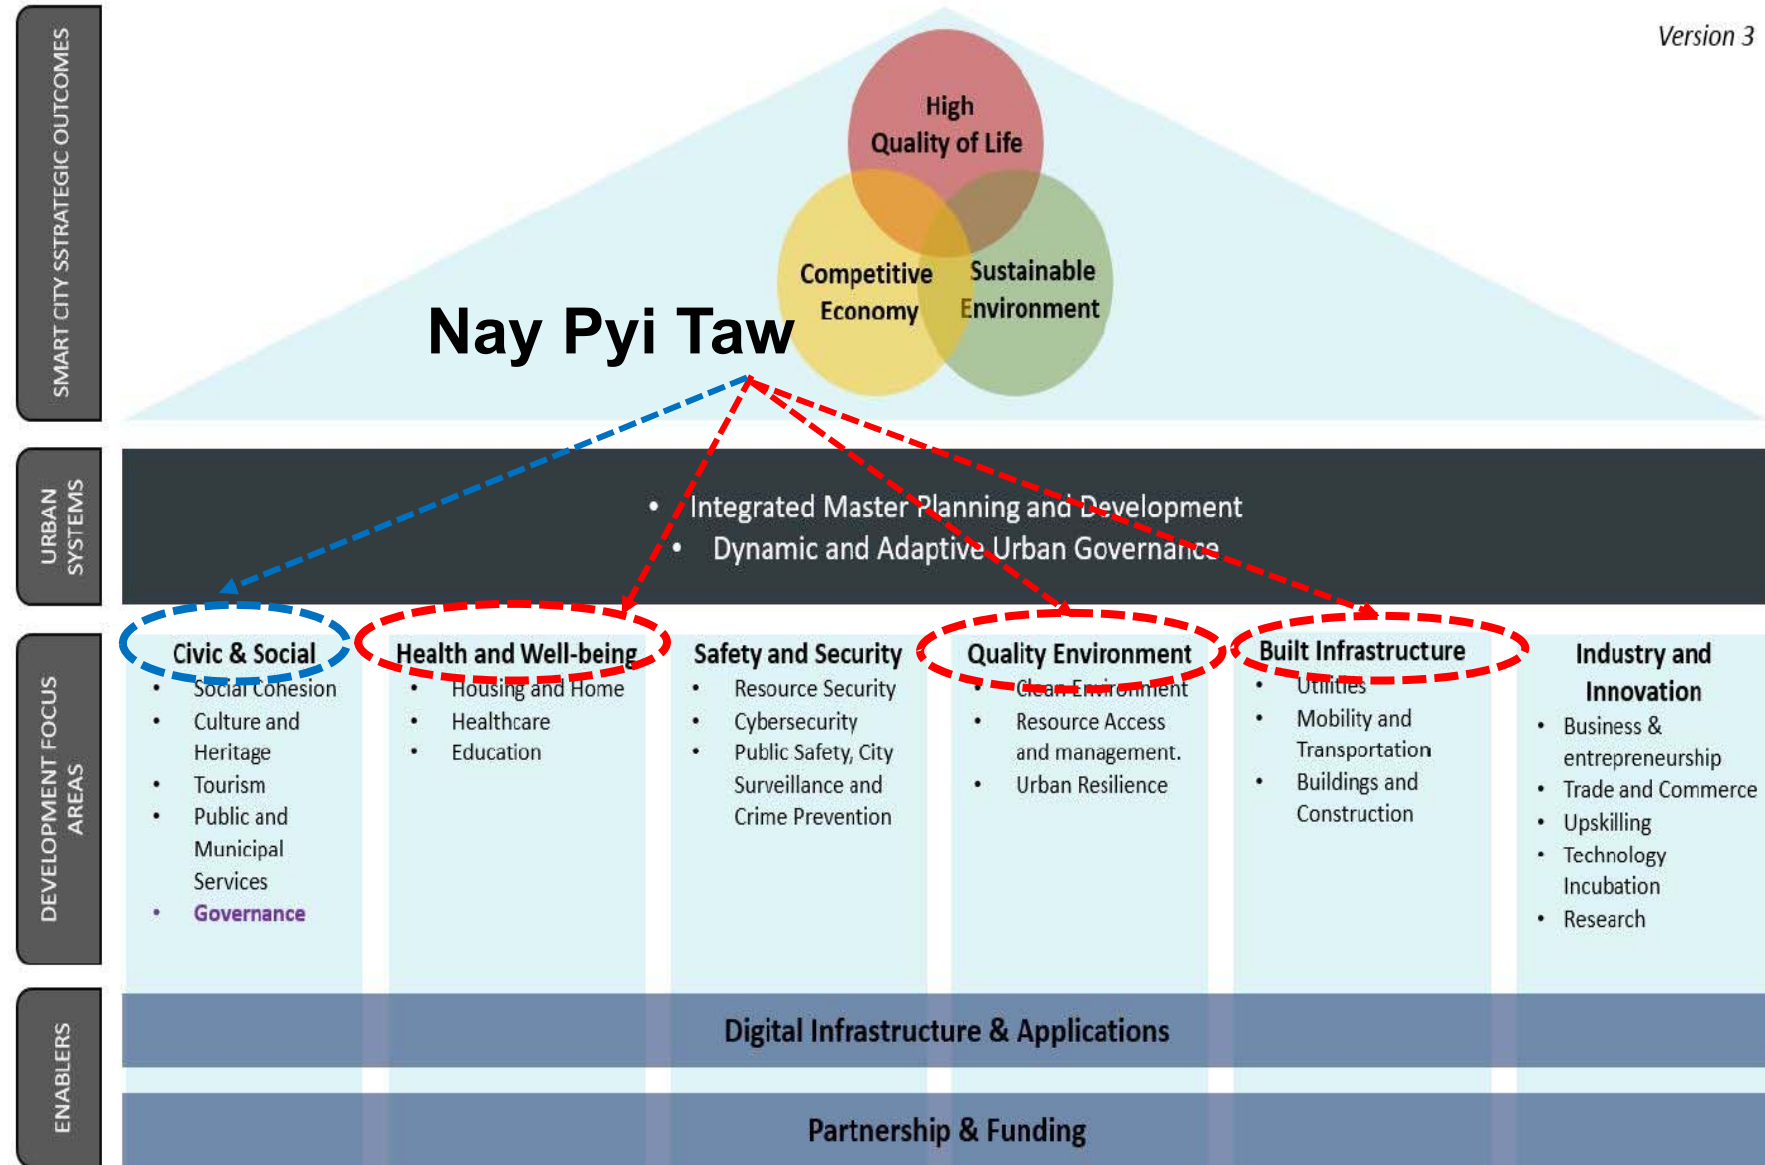 SMART CITY SSTRATEGIC OUTCOMES
Version 3
High
Quality of Life
Competitive
Economy
Sustainable
Environment
Nay Pyi Taw
URBAN
SYSTEMS
• Integrated Master Planning and Development
• Dynamic and Adaptive Urban Governance
DEVELOPMENT FOCUS
AREAS
Civic & Social
• Social Cohesion
• Culture and
Heritage
• Tourism
• Public and
Municipal
Services
• Governance
Health and Well-being
• Housing and Home
• Healthcare
• Education
Safety and Security
• Resource Security
• Cybersecurity
• Public Safety, City
Surveillance and
Crime Prevention
Quality Environment
• Clean Environment
• Resource Access
and management.
• Urban Resilience
Built Infrastructure
• Utilities
• Mobility and
Transportation
• Buildings and
Construction
Industry and
Innovation
• Business &
entrepreneurship
• Trade and Commerce
• Upskilling
• Technology
Incubation
• Research
ENABLERS
Digital Infrastructure & Applications
Partnership & Funding